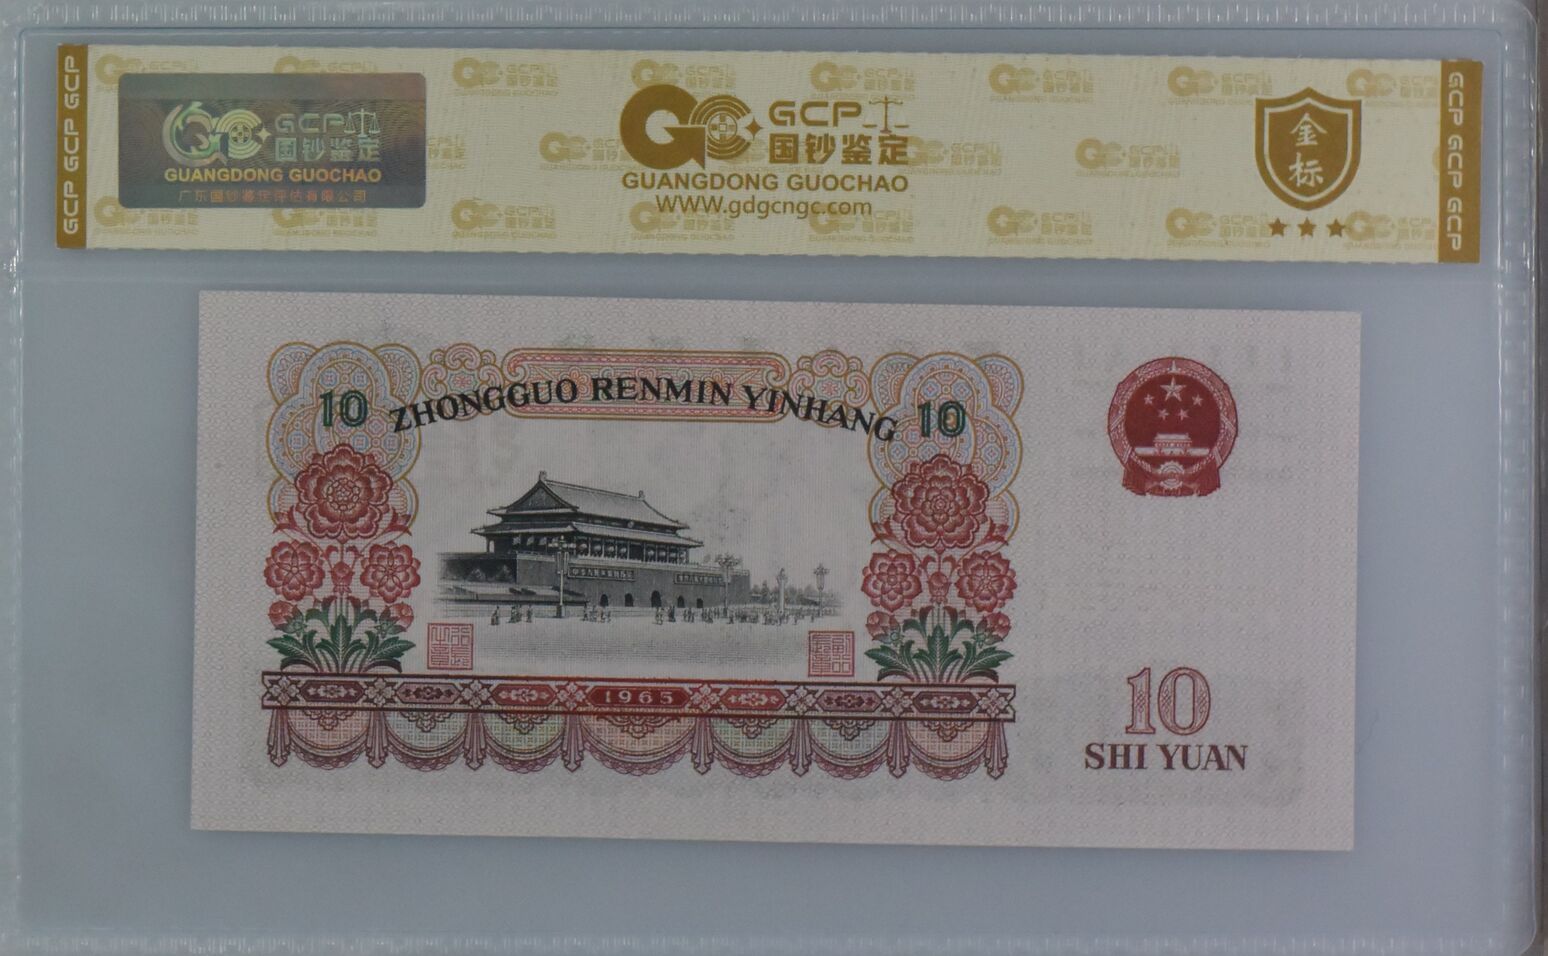 GCP GCP GCP
GCP
国钞鉴定
GUANGDONG GUOCHAO
广东国钞鉴定评估有限公司
GCP
国钞鉴定
GUANGDONG GUOCHAO
WWW.gdgcngc.com
金
标
GCP GCP GCP
10 ZHONGGUO RENMIN YINHANG 10
1965
10
SHI YUAN